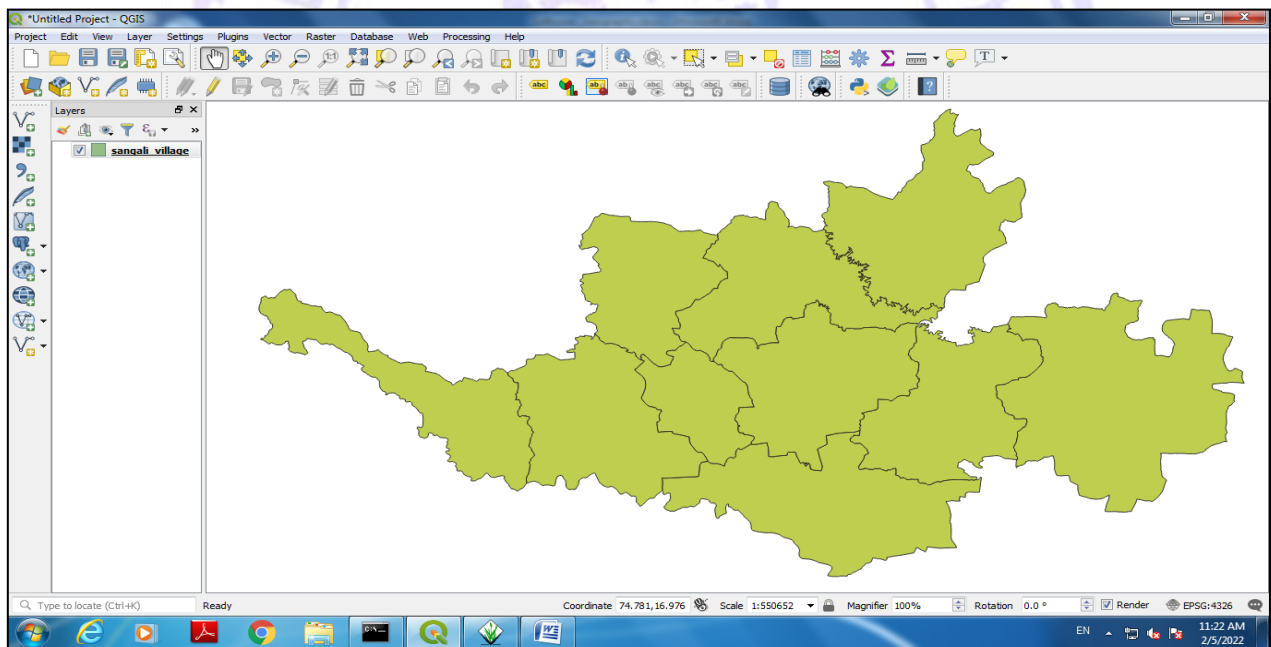 *Untitled Project - QGIS
Project Edit View Layer Settings Plugins Vector Raster Database Web Processing Help
Layers
sangali_village
Type to locate (Ctrl+K) Ready Coordinate 74.781,16.976 Scale 1:550652 Magnifier 100% Rotation 0.0 ° Render EPSG:4326
EN 11:22 AM
2/5/2022